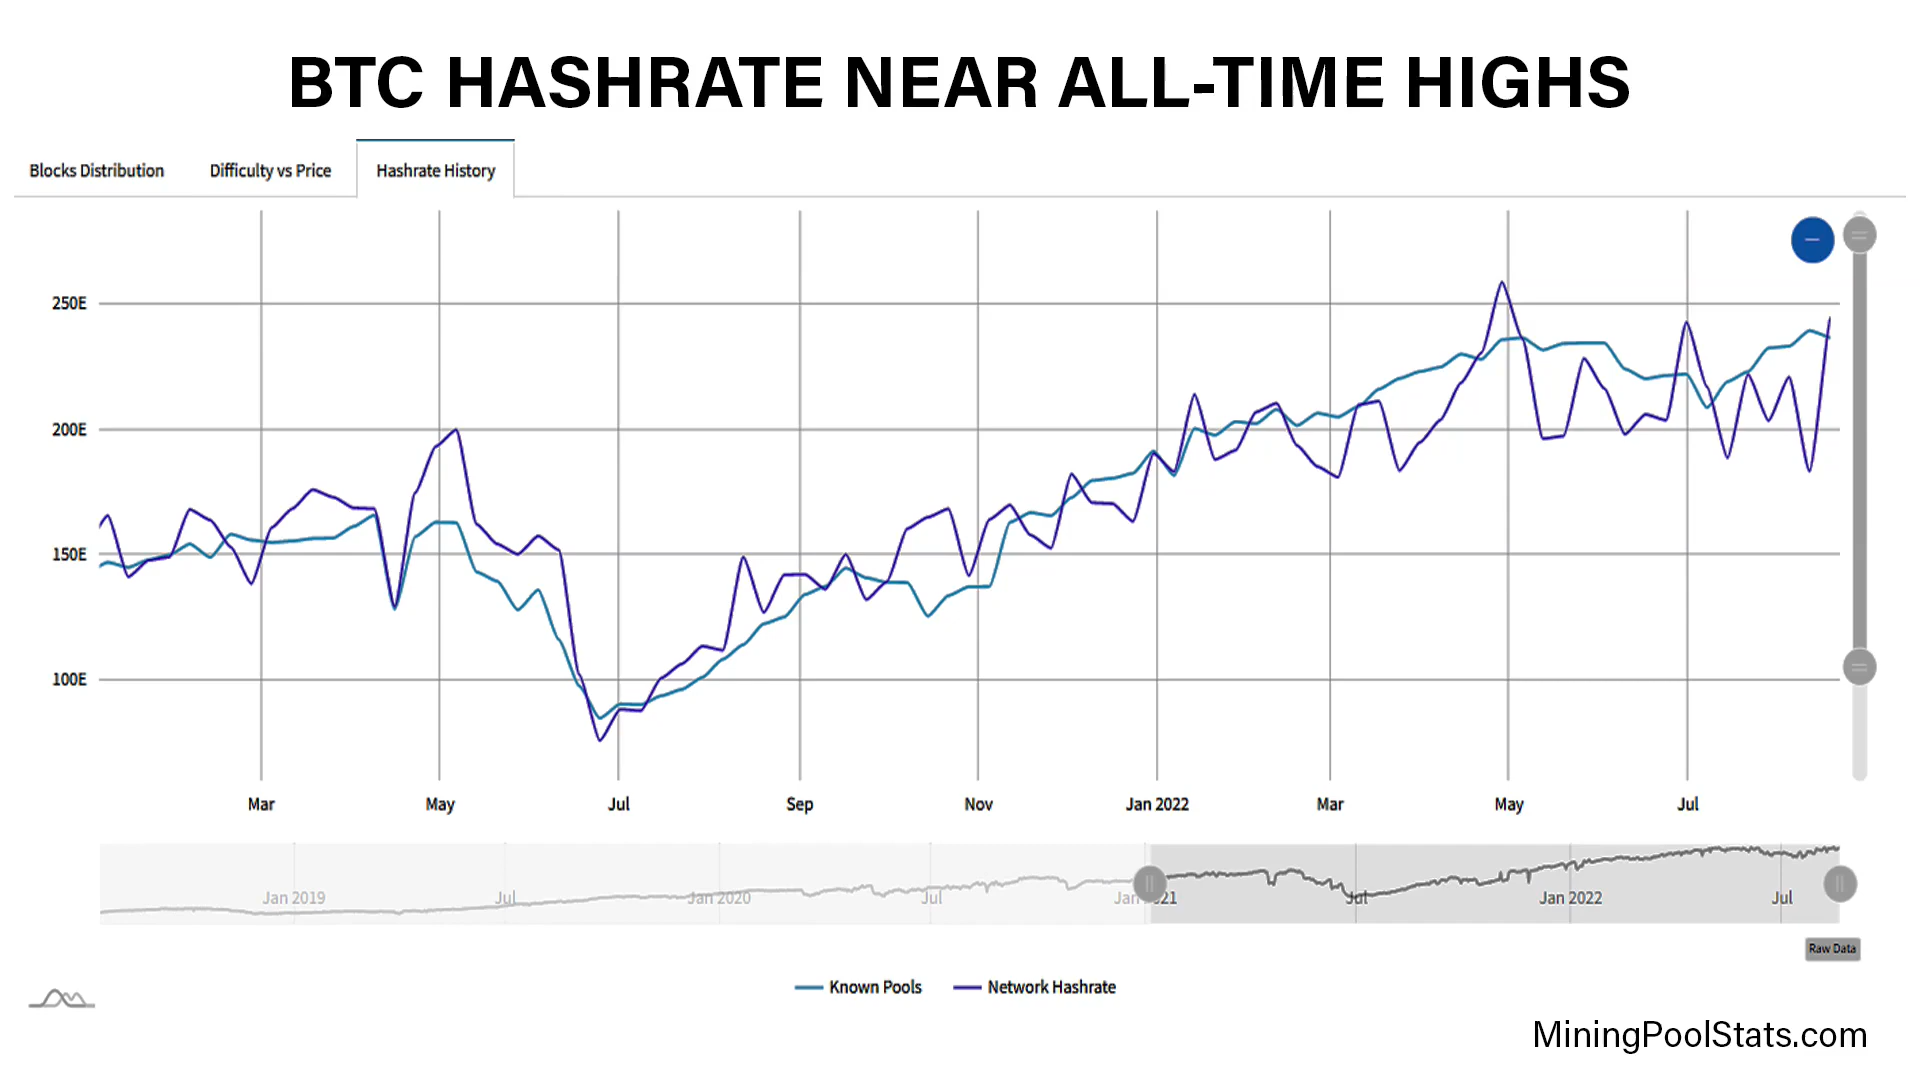 BTC HASHRATE NEAR ALL-TIME HIGHS
Blocks Distribution
Difficulty vs Price
Hashrate History
250E
200E
150E
100E
Mar
May
Jul
Sep
Nov
Jan 2022
Mar
May
Jul
Jan 2019
Jul
Jan 2020
Jul
Jan 21
Jul
Jan 2022
Jul
Raw Data
Known Pools
Network Hashrate
MiningPoolStats.com